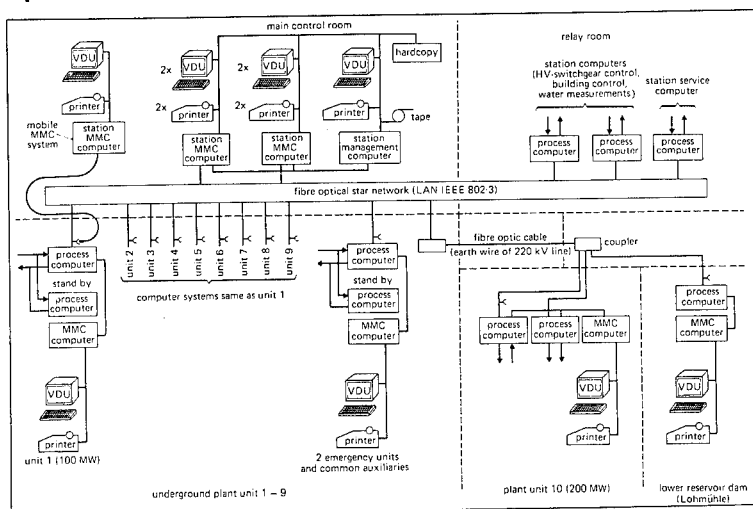 main control room
relay room
VDU
2x
VDU
2x
VDU
VDU
hardcopy
printer
2x
printer
2x
printer
printer
tape
mobile
MMC
system
station
MMC computer
station
MMC
computer
station
MMC
computer
station
management
computer
station computers
(HV-switchgear control,
building control,
water measurements)
station service
computer
process
computer
process
computer
process
computer
fibre optical star network (LAN IEEE 802·3)
process
computer
stand by
process
computer
MMC
computer
VDU
printer
unit 1 (100 MW)
unit 2
unit 3
unit 4
unit 5
unit 6
unit 7
unit 8
unit 9
computer systems same as unit 1
process
computer
stand by
process
computer
MMC
computer
VDU
printer
2 emergency units
and common auxiliaries
underground plant unit 1 – 9
fibre optic cable
(earth wire of 220 kV line)
coupler
process
computer
process
computer
MMC
computer
VDU
printer
plant unit 10 (200 MW)
process
computer
MMC
computer
VDU
printer
lower reservoir dam
(Lohmühle)